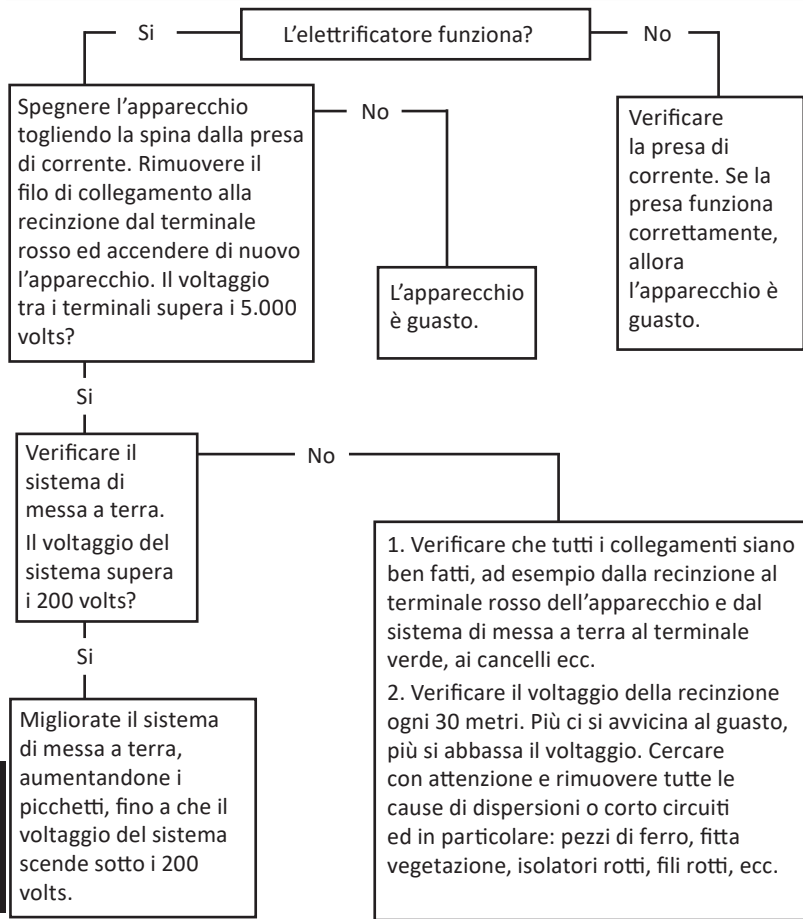 Si
L’elettrificatore funziona?
No
Spegnere l’apparecchio
togliendo la spina dalla presa
di corrente. Rimuovere il
filo di collegamento alla
recinzione dal terminale
rosso ed accendere di nuovo
l’apparecchio. Il voltaggio
tra i terminali supera i 5.000
volts?
No
Verificare
la presa di
corrente. Se la
presa funziona
correttamente,
allora
l’apparecchio è
guasto.
L’apparecchio
è guasto.
Si
Verificare il
sistema di
messa a terra.
Il voltaggio del
sistema supera
i 200 volts?
No
1. Verificare che tutti i collegamenti siano
ben fatti, ad esempio dalla recinzione al
terminale rosso dell’apparecchio e dal
sistema di messa a terra al terminale
verde, ai cancelli ecc.
2. Verificare il voltaggio della recinzione
ogni 30 metri. Più ci si avvicina al guasto,
più si abbassa il voltaggio. Cercare
con attenzione e rimuovere tutte le
cause di dispersioni o corto circuiti
ed in particolare: pezzi di ferro, fitta
vegetazione, isolatori rotti, fili rotti, ecc.
Si
Migliorate il sistema
di messa a terra,
aumentandone i
picchetti, fino a che il
voltaggio del sistema
scende sotto i 200
volts.